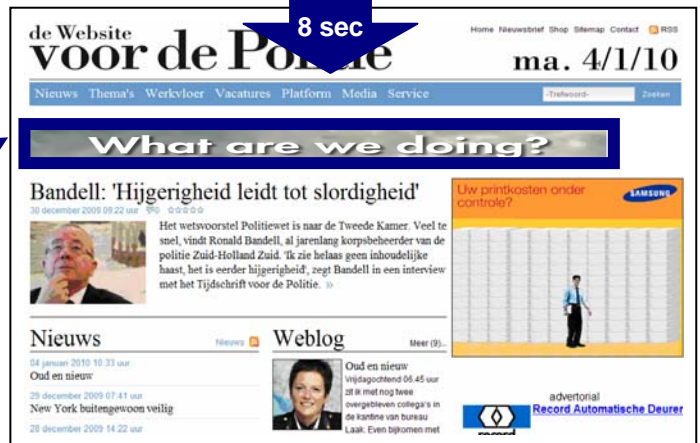 8 sec
Home Nieuwsbrief Shop Sitemap Contact RSS
de Website
voor de Politie
ma. 4/1/10
Nieuws Thema's Werkvloer Vacatures Platform Media Service
-Trefwoord-
Zoeken
What are we doing?
Bandell: 'Hijgerigheid leidt tot slordigheid'
30 december 2009 09:22 uur
Het wetsvoorstel Politiewet is naar de Tweede Kamer. Veel te
snel, vindt Ronald Bandell, al jarenlang korpsbeheerder van de
politie Zuid-Holland Zuid. 'Ik zie helaas geen inhoudelijke
haast, het is eerder hijgerigheid', zegt Bandell in een interview
met het Tijdschrift voor de Politie. »
Uw printkosten onder
controle?
SAMSUNG
Nieuws
Nieuws
04 januari 2010 10:33 uur
Oud en nieuw
29 december 2009 07:41 uur
New York buitengewoon veilig
28 december 2009 14:22 uur
Weblog
Meer (9)...
Oud en nieuw
Vrijdagochtend 06.45 uur
zit ik met nog twee
overgebleven collega's in
de kantine van bureau
Laak. Even bijkomen met
advertorial
Record Automatische Deuren
record